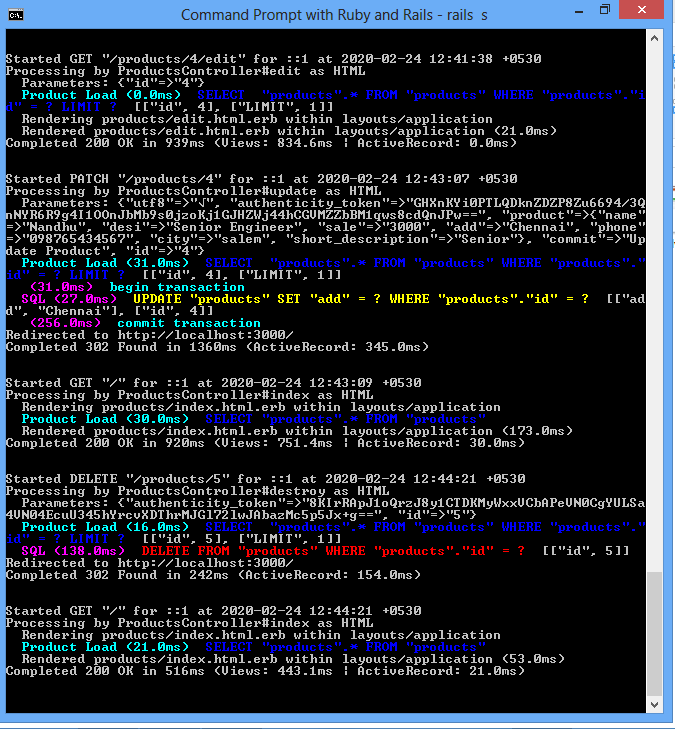 Command Prompt with Ruby and Rails - rails s
Started GET "/products/4/edit" for ::1 at 2020-02-24 12:41:38 +0530
Processing by ProductsController#edit as HTML
Parameters: {"id"=>"4"}
Product Load (0.0ms) SELECT "products".* FROM "products" WHERE "products"."i
d" = ? LIMIT ? [["id", 4], ["LIMIT", 1]]
Rendering products/edit.html.erb within layouts/application
Rendered products/edit.html.erb within layouts/application (21.0ms)
Completed 200 OK in 939ms (Views: 834.6ms | ActiveRecord: 0.0ms)
Started PATCH "/products/4" for ::1 at 2020-02-24 12:43:07 +0530
Processing by ProductsController#update as HTML
Parameters: {"utf8"=>"√", "authenticity_token"=>"GHXnKYi0PTLQDknZDZP8Zu6694/3Q
nNYR6R9g4I1OOnJbMb9s0jzoKj1GJHZWj44hCGUMZZbBM1qws8cdQnJPw==", "product"=>{"name"
=>"Nandhu", "desi"=>"Senior Engineer", "sale"=>"3000", "add"=>"Chennai", "phone"
=>"098765434567", "city"=>"salem", "short_description"=>"Senior"}, "commit"=>"Up
date Product", "id"=>"4"}
Product Load (31.0ms) SELECT "products".* FROM "products" WHERE "products"."
id" = ? LIMIT ? [["id", 4], ["LIMIT", 1]]
(31.0ms) begin transaction
SQL (27.0ms) UPDATE "products" SET "add" = ? WHERE "products"."id" = ? [["ad
d", "Chennai"], ["id", 4]]
(256.0ms) commit transaction
Redirected to http://localhost:3000/
Completed 302 Found in 1360ms (ActiveRecord: 345.0ms)
Started GET "/" for ::1 at 2020-02-24 12:43:09 +0530
Processing by ProductsController#index as HTML
Rendering products/index.html.erb within layouts/application
Product Load (30.0ms) SELECT "products".* FROM "products"
Rendered products/index.html.erb within layouts/application (173.0ms)
Completed 200 OK in 920ms (Views: 751.4ms | ActiveRecord: 30.0ms)
Started DELETE "/products/5" for ::1 at 2020-02-24 12:44:21 +0530
Processing by ProductsController#destroy as HTML
Parameters: {"authenticity_token"=>"8KIrRApJ1oQrzJ8y1CTDKMyWxxVCbAPeVN0CgYULSa
4VN04EcuU345hYrcvXDThrMJGl721wJAbazMc5p5Jx+g==", "id"=>"5"}
Product Load (16.0ms) SELECT "products".* FROM "products" WHERE "products"."
id" = ? LIMIT ? [["id", 5], ["LIMIT", 1]]
SQL (138.0ms) DELETE FROM "products" WHERE "products"."id" = ? [["id", 5]]
Redirected to http://localhost:3000/
Completed 302 Found in 242ms (ActiveRecord: 154.0ms)
Started GET "/" for ::1 at 2020-02-24 12:44:21 +0530
Processing by ProductsController#index as HTML
Rendering products/index.html.erb within layouts/application
Product Load (21.0ms) SELECT "products".* FROM "products"
Rendered products/index.html.erb within layouts/application (53.0ms)
Completed 200 OK in 516ms (Views: 443.1ms | ActiveRecord: 21.0ms)